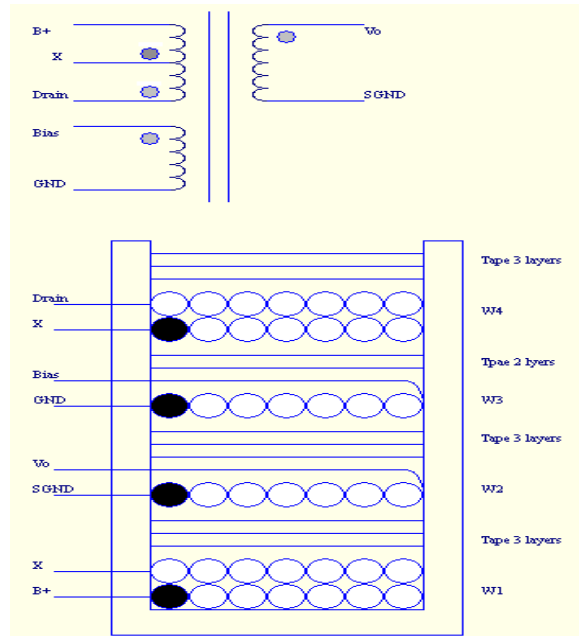 B+
Vo
X
Drain
SGND
Bias
GND
Tape 3 layers
Drain
W4
X
Tpae 2 lyers
Bias
GND
W3
Tape 3 layers
Vo
SGND
W2
Tape 3 layers
X
B+
W1